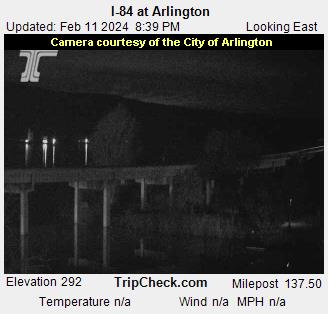 I-84 at Arlington
Updated: Feb 11 2024 8:39 PM Looking East
Camera courtesy of the City of Arlington
Elevation 292 TripCheck.com Milepost 137.50
Temperature n/a Wind n/a MPH n/a